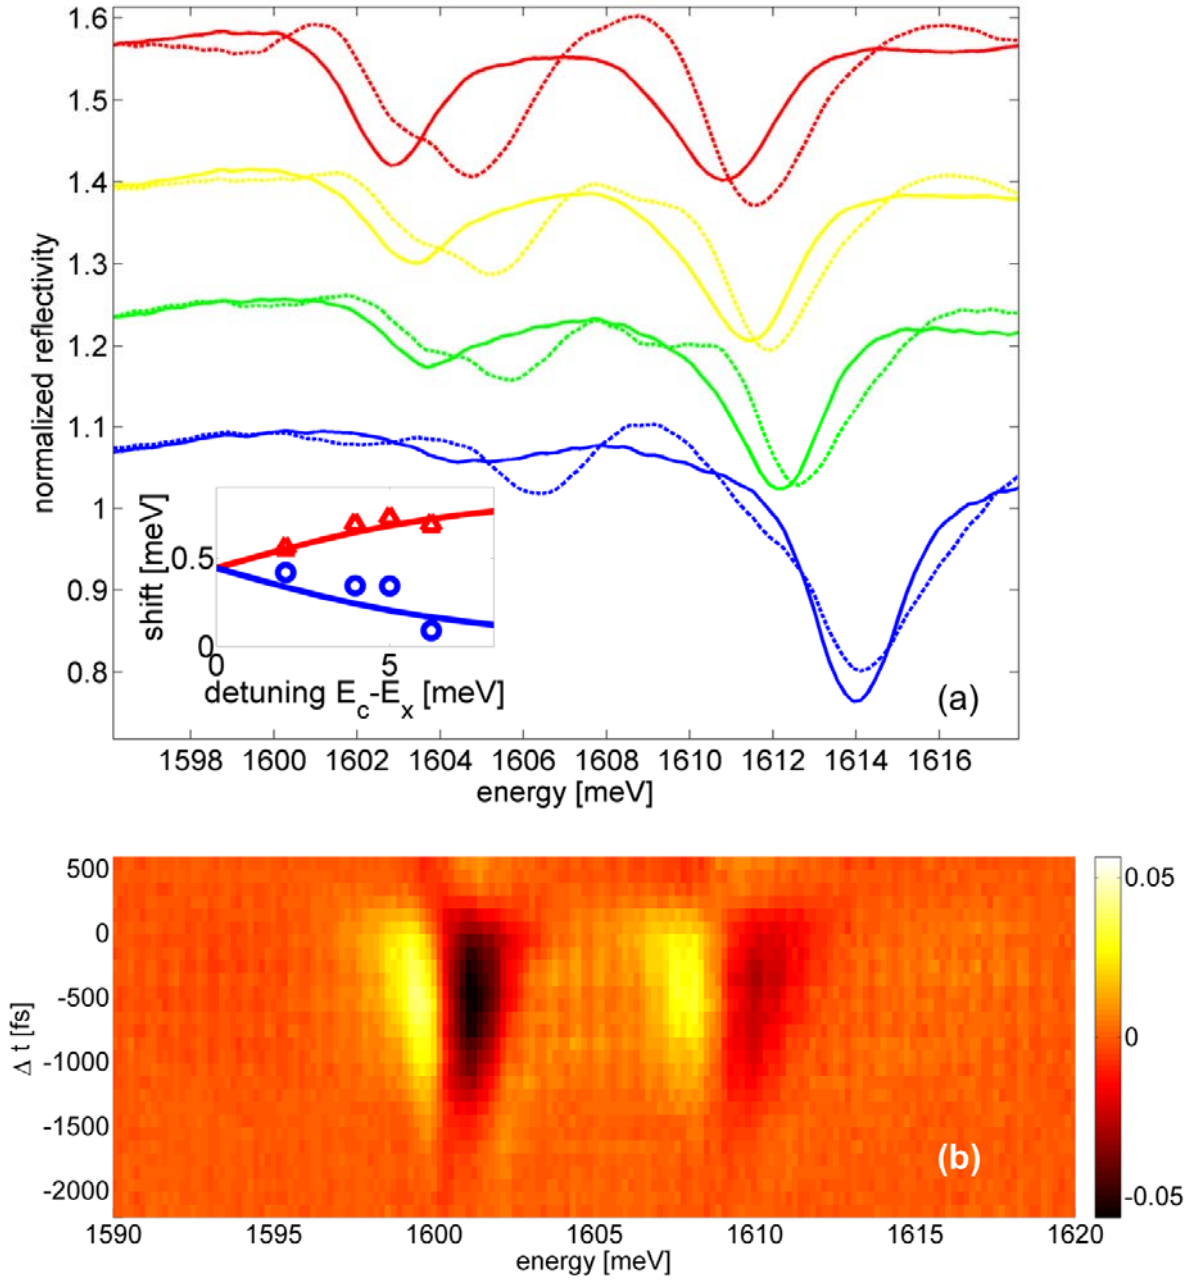 1.6
1.5
1.4
1.3
1.2
1.1
1
0.9
0.8
normalized reflectivity
shift [meV]
0.5
0
0 5
detuning E_c-E_x [meV]
(a)
1598 1600 1602 1604 1606 1608 1610 1612 1614 1616
energy [meV]
500
0
-500
-1000
-1500
-2000
Δ t [fs]
(b)
0.05
0
-0.05
1590 1595 1600 1605 1610 1615 1620
energy [meV]